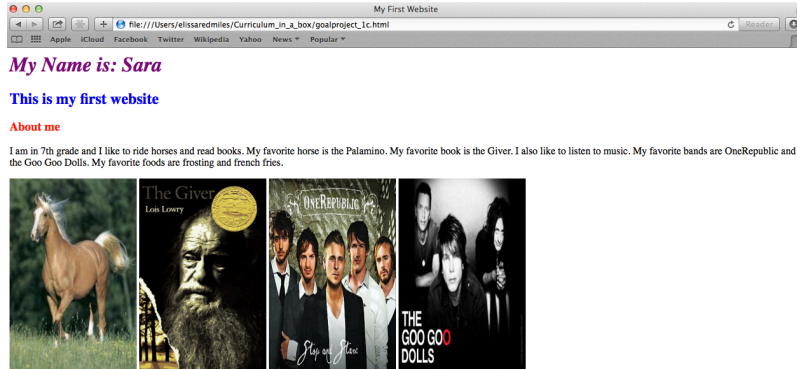 My First Website
file:///Users/elissaredmiles/Curriculum_in_a_box/goalproject_1c.html
Reader
Apple iCloud Facebook Twitter Wikipedia Yahoo News Popular
My Name is: Sara
This is my first website
About me
I am in 7th grade and I like to ride horses and read books. My favorite horse is the Palamino. My favorite book is the Giver. I also like to listen to music. My favorite bands are OneRepublic and
the Goo Goo Dolls. My favorite foods are frosting and french fries.
The Giver
Lois Lowry
OneRepublic
Stop and Stare
THE
GOO GOO
DOLLS